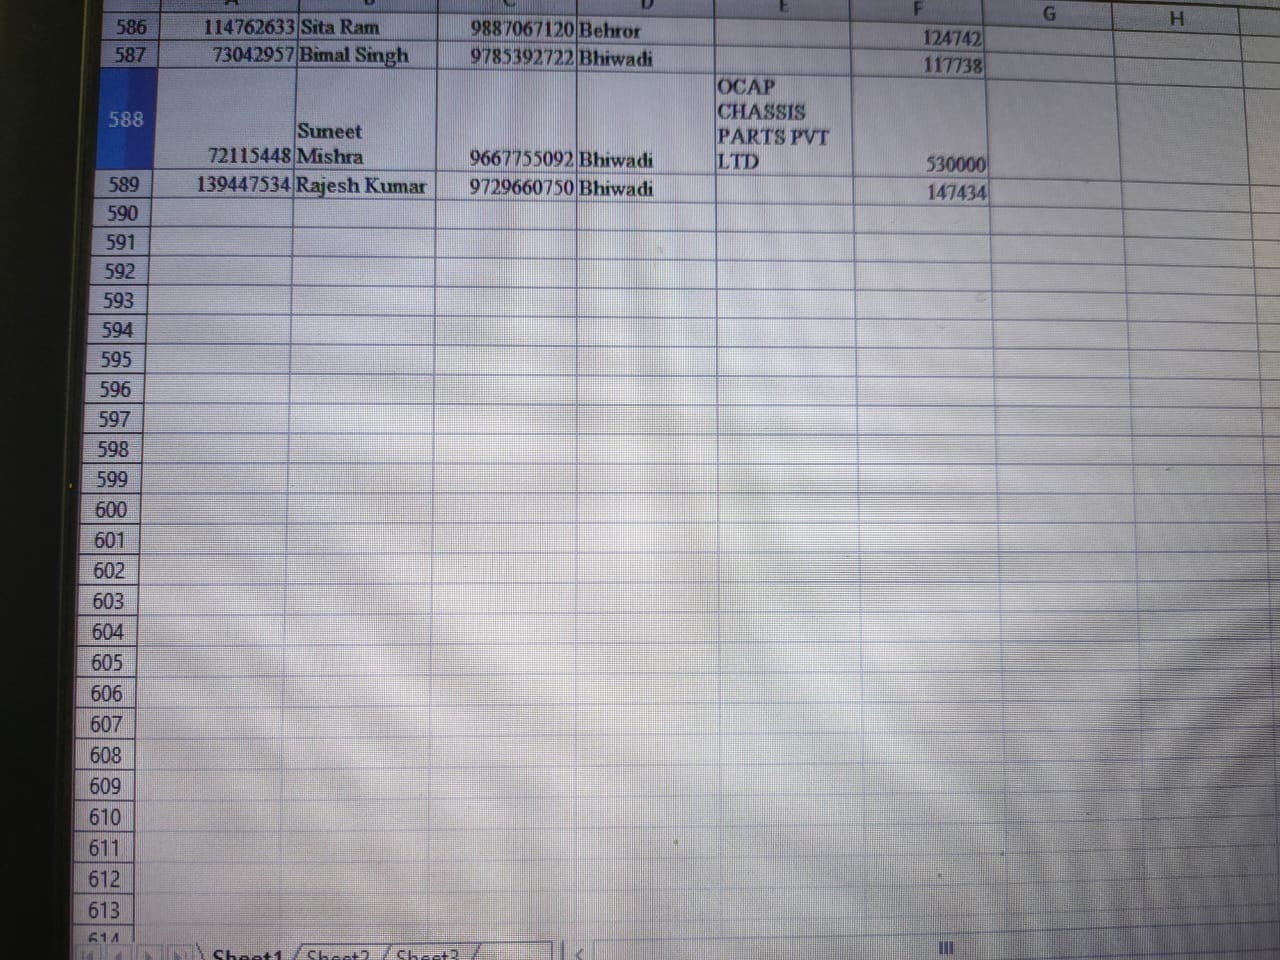 F G H
586 114762633 Sita Ram 9887067120 Behror 124742
587 73042957 Bimal Singh 9785392722 Bhiwadi 117738
OCAP
588 CHASSIS
Suneet PARTS PVT
72115448 Mishra 9667755092 Bhiwadi LTD 530000
589 139447534 Rajesh Kumar 9729660750 Bhiwadi 147434
590
591
592
593
594
595
596
597
598
599
600
601
602
603
604
605
606
607
608
609
610
611
612
613
614
Sheet1 Sheet2 Sheet3